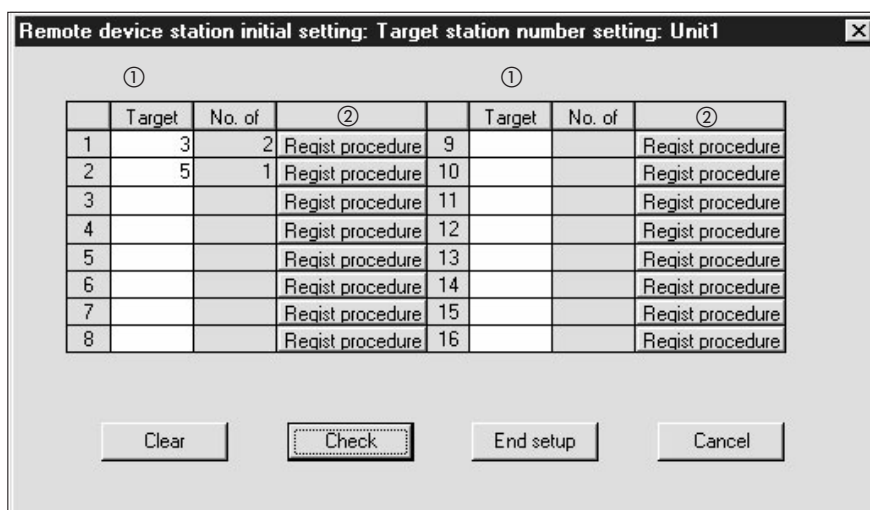 Remote device station initial setting: Target station number setting: Unit1
① ①
Target No. of ② Target No. of ②
1 3 2 Regist procedure 9 Regist procedure
2 5 1 Regist procedure 10 Regist procedure
3 Regist procedure 11 Regist procedure
4 Regist procedure 12 Regist procedure
5 Regist procedure 13 Regist procedure
6 Regist procedure 14 Regist procedure
7 Regist procedure 15 Regist procedure
8 Regist procedure 16 Regist procedure
Clear Check End setup Cancel